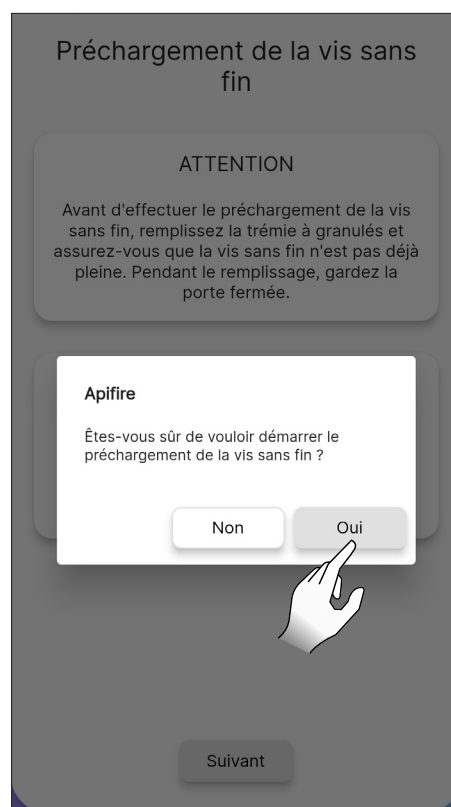 Préchargement de la vis sans
fin
ATTENTION
Avant d'effectuer le préchargement de la vis
sans fin, remplissez la trémie à granulés et
assurez-vous que la vis sans fin n'est pas déjà
pleine. Pendant le remplissage, gardez la
porte fermée.
Apifire
Êtes-vous sûr de vouloir démarrer le
préchargement de la vis sans fin ?
Non
Oui
Suivant